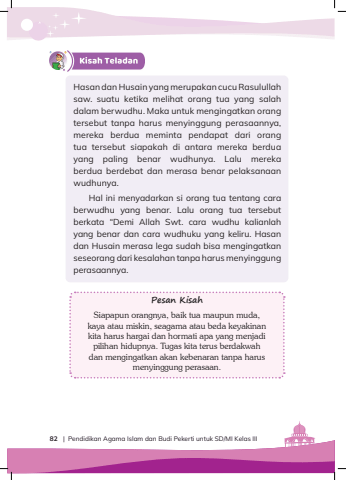 Kisah Teladan
Hasan dan Husain yang merupakan cucu Rasulullah
saw. suatu ketika melihat orang tua yang salah
dalam berwudhu. Maka untuk mengingatkan orang
tersebut tanpa harus menyinggung perasaannya,
mereka berdua meminta pendapat dari orang
tua tersebut siapakah di antara mereka berdua
yang paling benar wudhunya. Lalu mereka
berdua berdebat dan merasa benar pelaksanaan
wudhunya.
Hal ini menyadarkan si orang tua tentang cara
berwudhu yang benar. Lalu orang tua tersebut
berkata “Demi Allah Swt. cara wudhu kalianlah
yang benar dan cara wudhuku yang keliru. Hasan
dan Husain merasa lega sudah bisa mengingatkan
seseorang dari kesalahan tanpa harus menyinggung
perasaannya.
Pesan Kisah
Siapapun orangnya, baik tua maupun muda,
kaya atau miskin, seagama atau beda keyakinan
kita harus hargai dan hormati apa yang menjadi
pilihan hidupnya. Tugas kita terus berdakwah
dan mengingatkan akan kebenaran tanpa harus
menyinggung perasaan.
82 | Pendidikan Agama Islam dan Budi Pekerti untuk SD/MI Kelas III